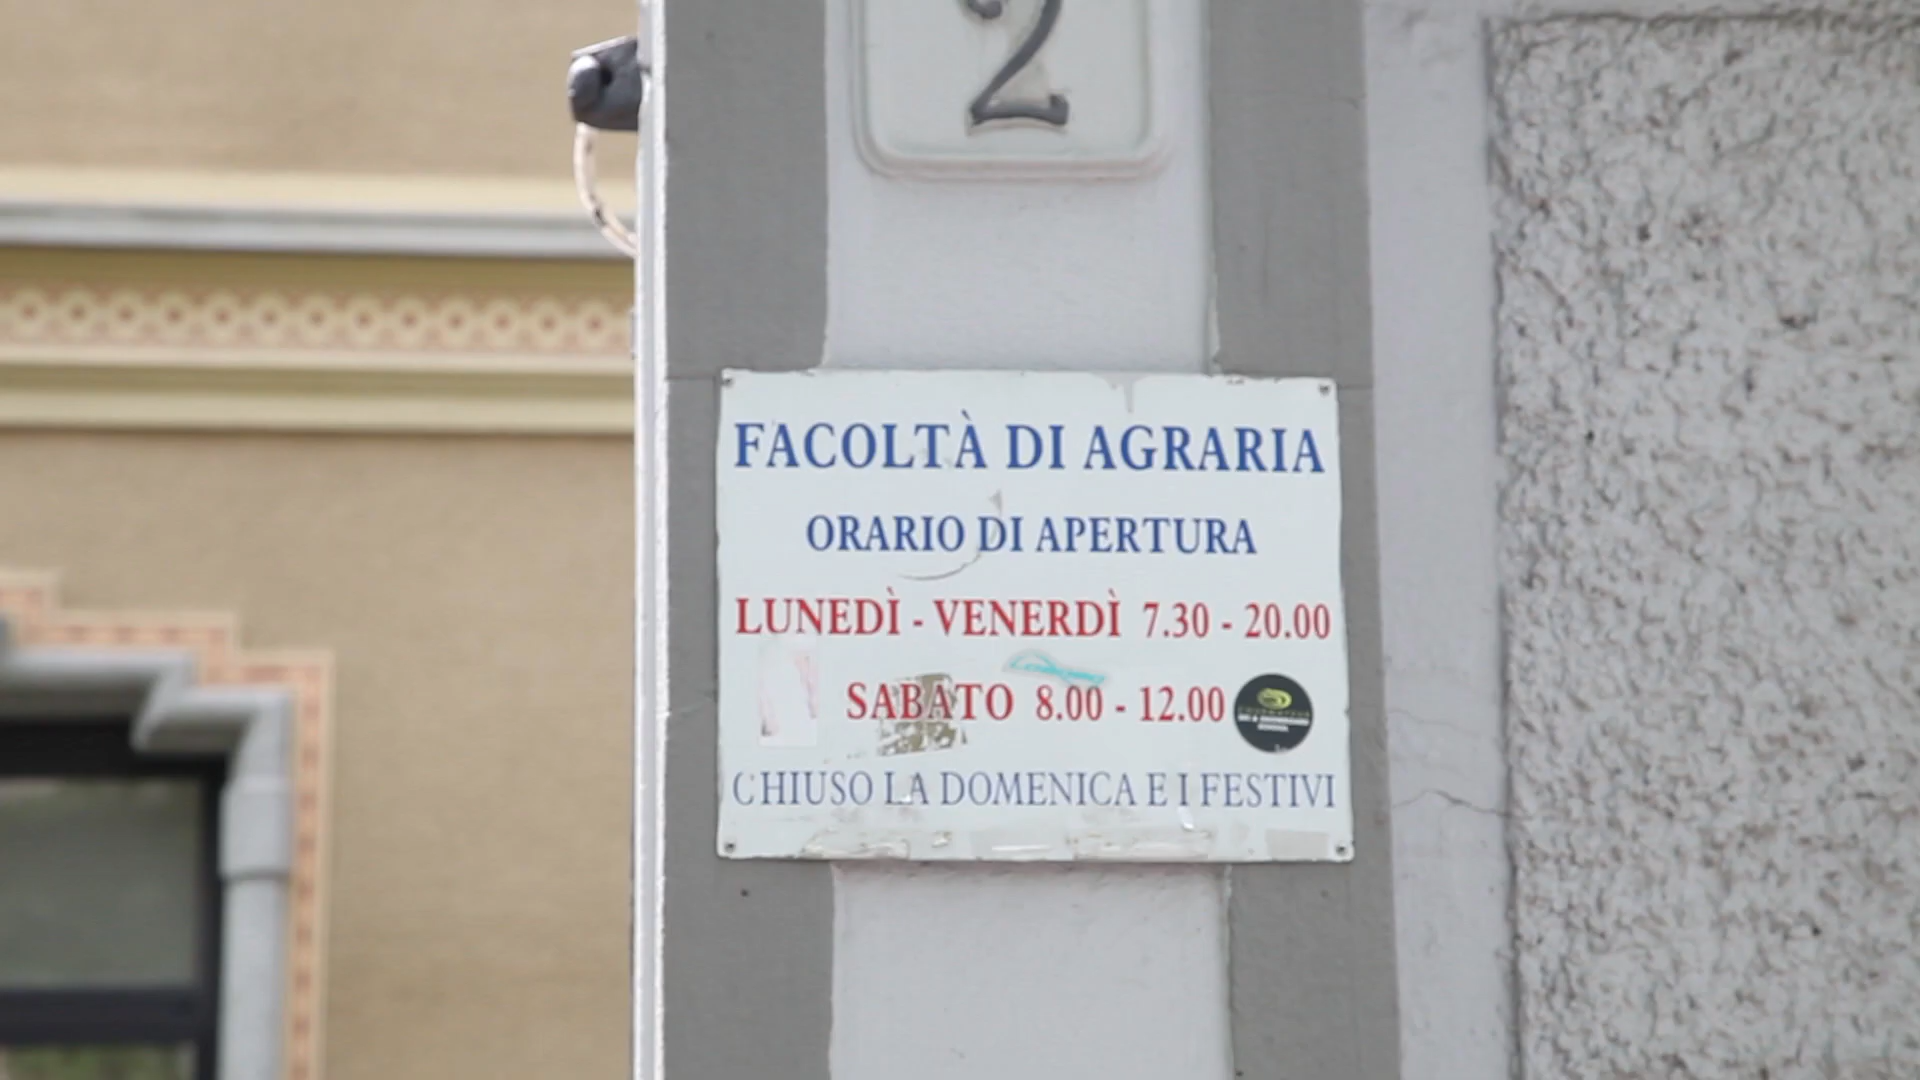 2
FACOLTÀ DI AGRARIA
ORARIO DI APERTURA
LUNEDÌ - VENERDÌ 7.30 - 20.00
SABATO 8.00 - 12.00
CHIUSO LA DOMENICA E I FESTIVI